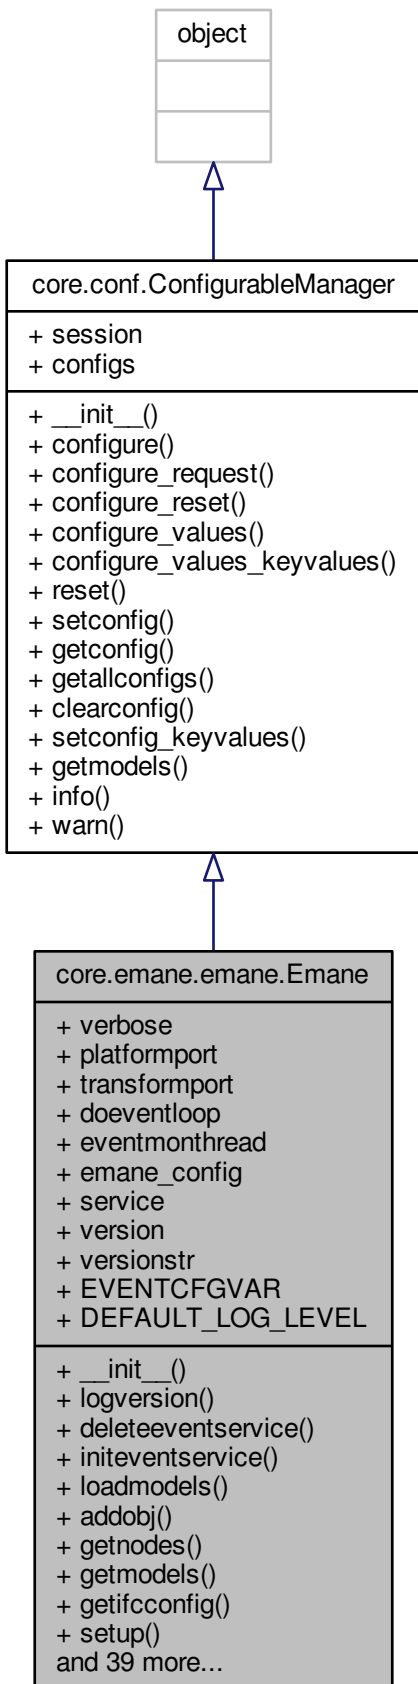 object
core.conf.ConfigurableManager
+ session
+ configs
+ __init__()
+ configure()
+ configure_request()
+ configure_reset()
+ configure_values()
+ configure_values_keyvalues()
+ reset()
+ setconfig()
+ getconfig()
+ getallconfigs()
+ clearconfig()
+ setconfig_keyvalues()
+ getmodels()
+ info()
+ warn()
core.emane.emane.Emane
+ verbose
+ platformport
+ transformport
+ doeventloop
+ eventmonthread
+ emane_config
+ service
+ version
+ versionstr
+ EVENTCFGVAR
+ DEFAULT_LOG_LEVEL
+ __init__()
+ logversion()
+ deleteeventservice()
+ initeventservice()
+ loadmodels()
+ addobj()
+ getnodes()
+ getmodels()
+ getifcconfig()
+ setup()
and 39 more...